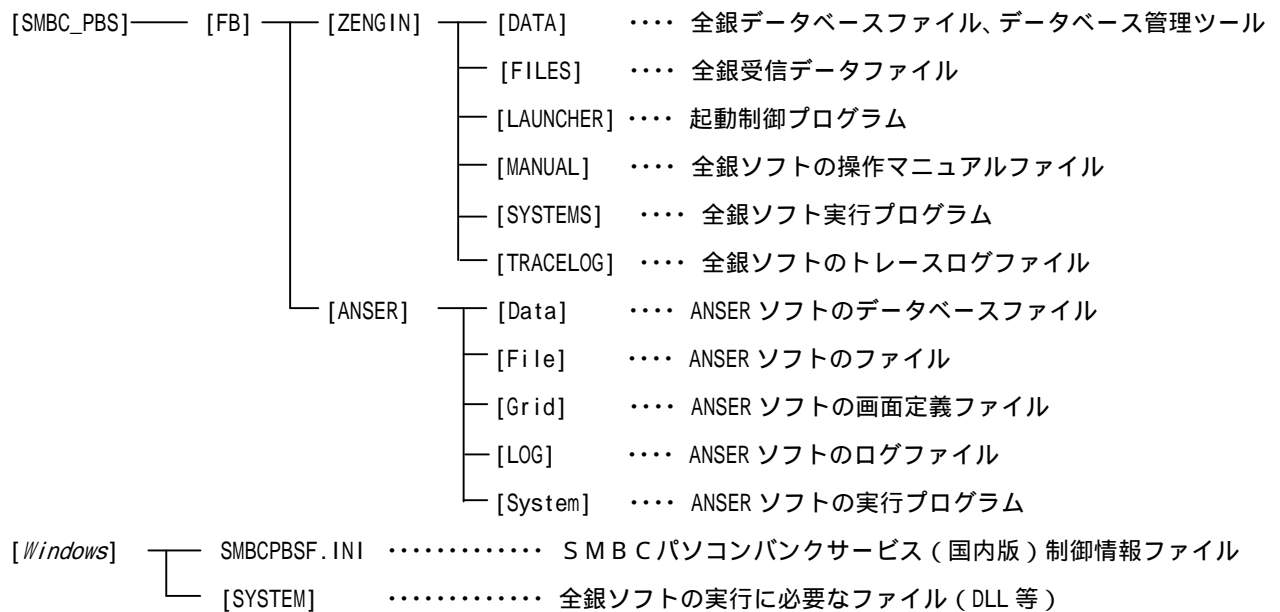 [SMBC_PBS] [FB] [ZENGIN] [DATA] ・・・・ 全銀データベースファイル、データベース管理ツール
[FILES] ・・・・ 全銀受信データファイル
[LAUNCHER] ・・・・ 起動制御プログラム
[MANUAL] ・・・・ 全銀ソフトの操作マニュアルファイル
[SYSTEMS] ・・・・ 全銀ソフト実行プログラム
[TRACELOG] ・・・・ 全銀ソフトのトレースログファイル
[ANSER] [Data] ・・・・ ANSER ソフトのデータベースファイル
[File] ・・・・ ANSER ソフトのファイル
[Grid] ・・・・ ANSER ソフトの画面定義ファイル
[LOG] ・・・・ ANSER ソフトのログファイル
[System] ・・・・ ANSER ソフトの実行プログラム
[Windows] SMBCPBSF.INI ・・・・・・・・・・・・・ ＳＭＢＣパソコンバンクサービス（国内版）制御情報ファイル
[SYSTEM] ・・・・・・・・・・・・・ 全銀ソフトの実行に必要なファイル（DLL 等）